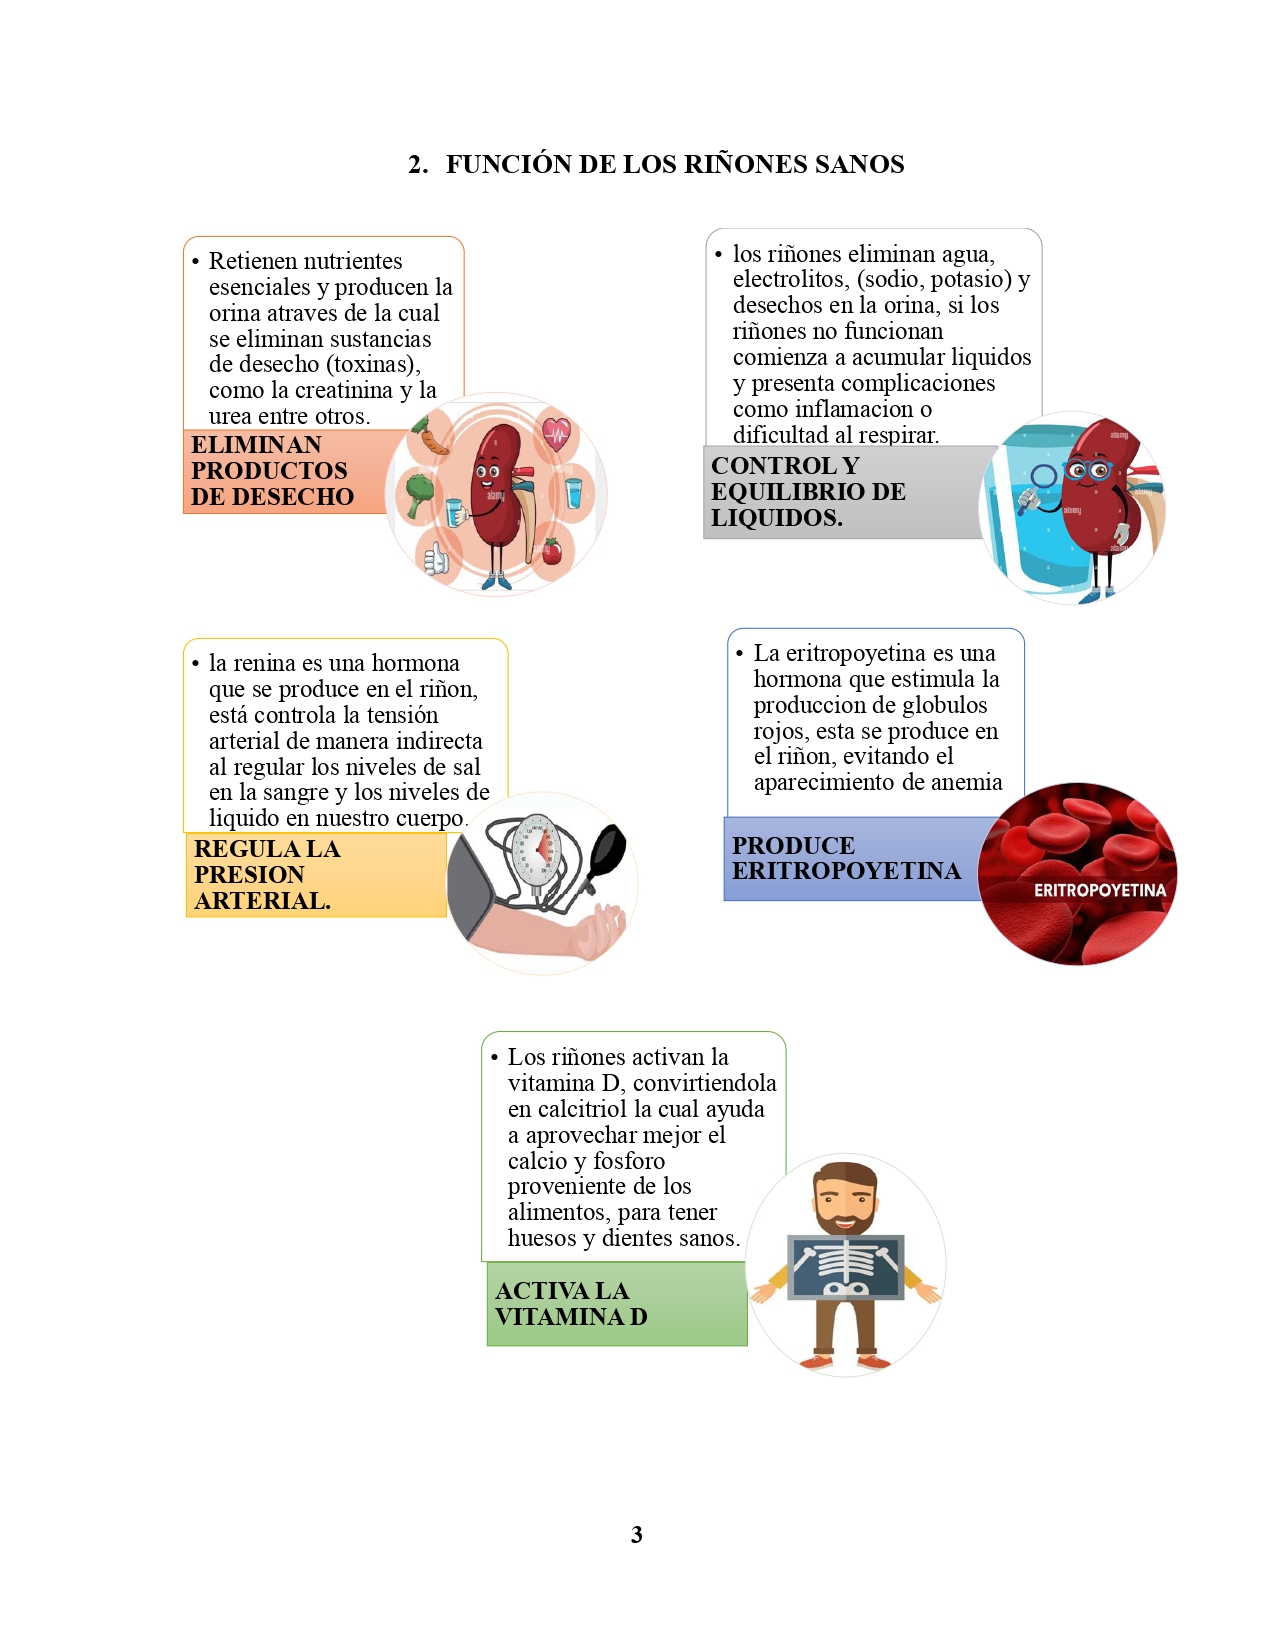 2. FUNCIÓN DE LOS RIÑONES SANOS
• Retienen nutrientes
esenciales y producen la
orina atraves de la cual
se eliminan sustancias
de desecho (toxinas),
como la creatinina y la
urea entre otros.
ELIMINAN
PRODUCTOS
DE DESECHO
alamy
• los riñones eliminan agua,
electrolitos, (sodio, potasio) y
desechos en la orina, si los
riñones no funcionan
comienza a acumular liquidos
y presenta complicaciones
como inflamacion o
dificultad al respirar.
CONTROL Y
EQUILIBRIO DE
LIQUIDOS.
alamy
alamy
alamy
• la renina es una hormona
que se produce en el riñon,
está controla la tensión
arterial de manera indirecta
al regular los niveles de sal
en la sangre y los niveles de
liquido en nuestro cuerpo.
REGULA LA
PRESION
ARTERIAL.
• La eritropoyetina es una
hormona que estimula la
produccion de globulos
rojos, esta se produce en
el riñon, evitando el
aparecimiento de anemia
PRODUCE
ERITROPOYETINA
ERITROPOYETINA
• Los riñones activan la
vitamina D, convirtiendola
en calcitriol la cual ayuda
a aprovechar mejor el
calcio y fosforo
proveniente de los
alimentos, para tener
huesos y dientes sanos.
ACTIVA LA
VITAMINA D
3